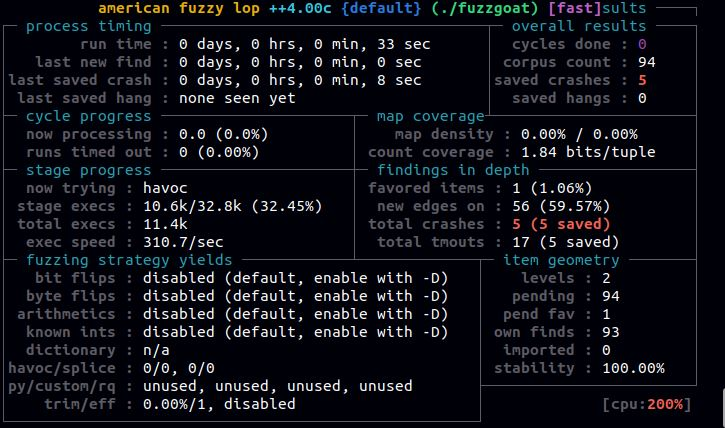 american fuzzy lop ++4.00c {default} (./fuzzgoat) [fast]sults
process timing overall results
run time : 0 days, 0 hrs, 0 min, 33 sec cycles done : 0
last new find : 0 days, 0 hrs, 0 min, 0 sec corpus count : 94
last saved crash : 0 days, 0 hrs, 0 min, 8 sec saved crashes : 5
last saved hang : none seen yet saved hangs : 0
cycle progress map coverage
now processing : 0.0 (0.0%) map density : 0.00% / 0.00%
runs timed out : 0 (0.00%) count coverage : 1.84 bits/tuple
stage progress findings in depth
now trying : havoc favored items : 1 (1.06%)
stage execs : 10.6k/32.8k (32.45%) new edges on : 56 (59.57%)
total execs : 11.4k total crashes : 5 (5 saved)
exec speed : 310.7/sec total tmouts : 17 (5 saved)
fuzzing strategy yields item geometry
bit flips : disabled (default, enable with -D) levels : 2
byte flips : disabled (default, enable with -D) pending : 94
arithmetics : disabled (default, enable with -D) pend fav : 1
known ints : disabled (default, enable with -D) own finds : 93
dictionary : n/a imported : 0
havoc/splice : 0/0, 0/0 stability : 100.00%
py/custom/rq : unused, unused, unused, unused
trim/eff : 0.00%/1, disabled [cpu:200%]